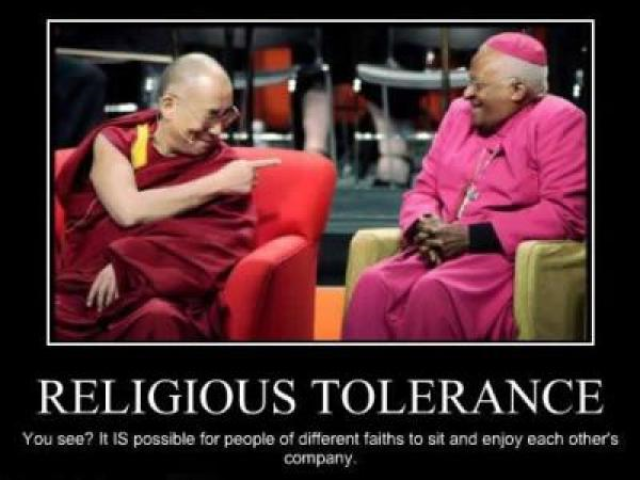 RELIGIOUS TOLERANCE
You see? It IS possible for people of different faiths to sit and enjoy each other's
company.